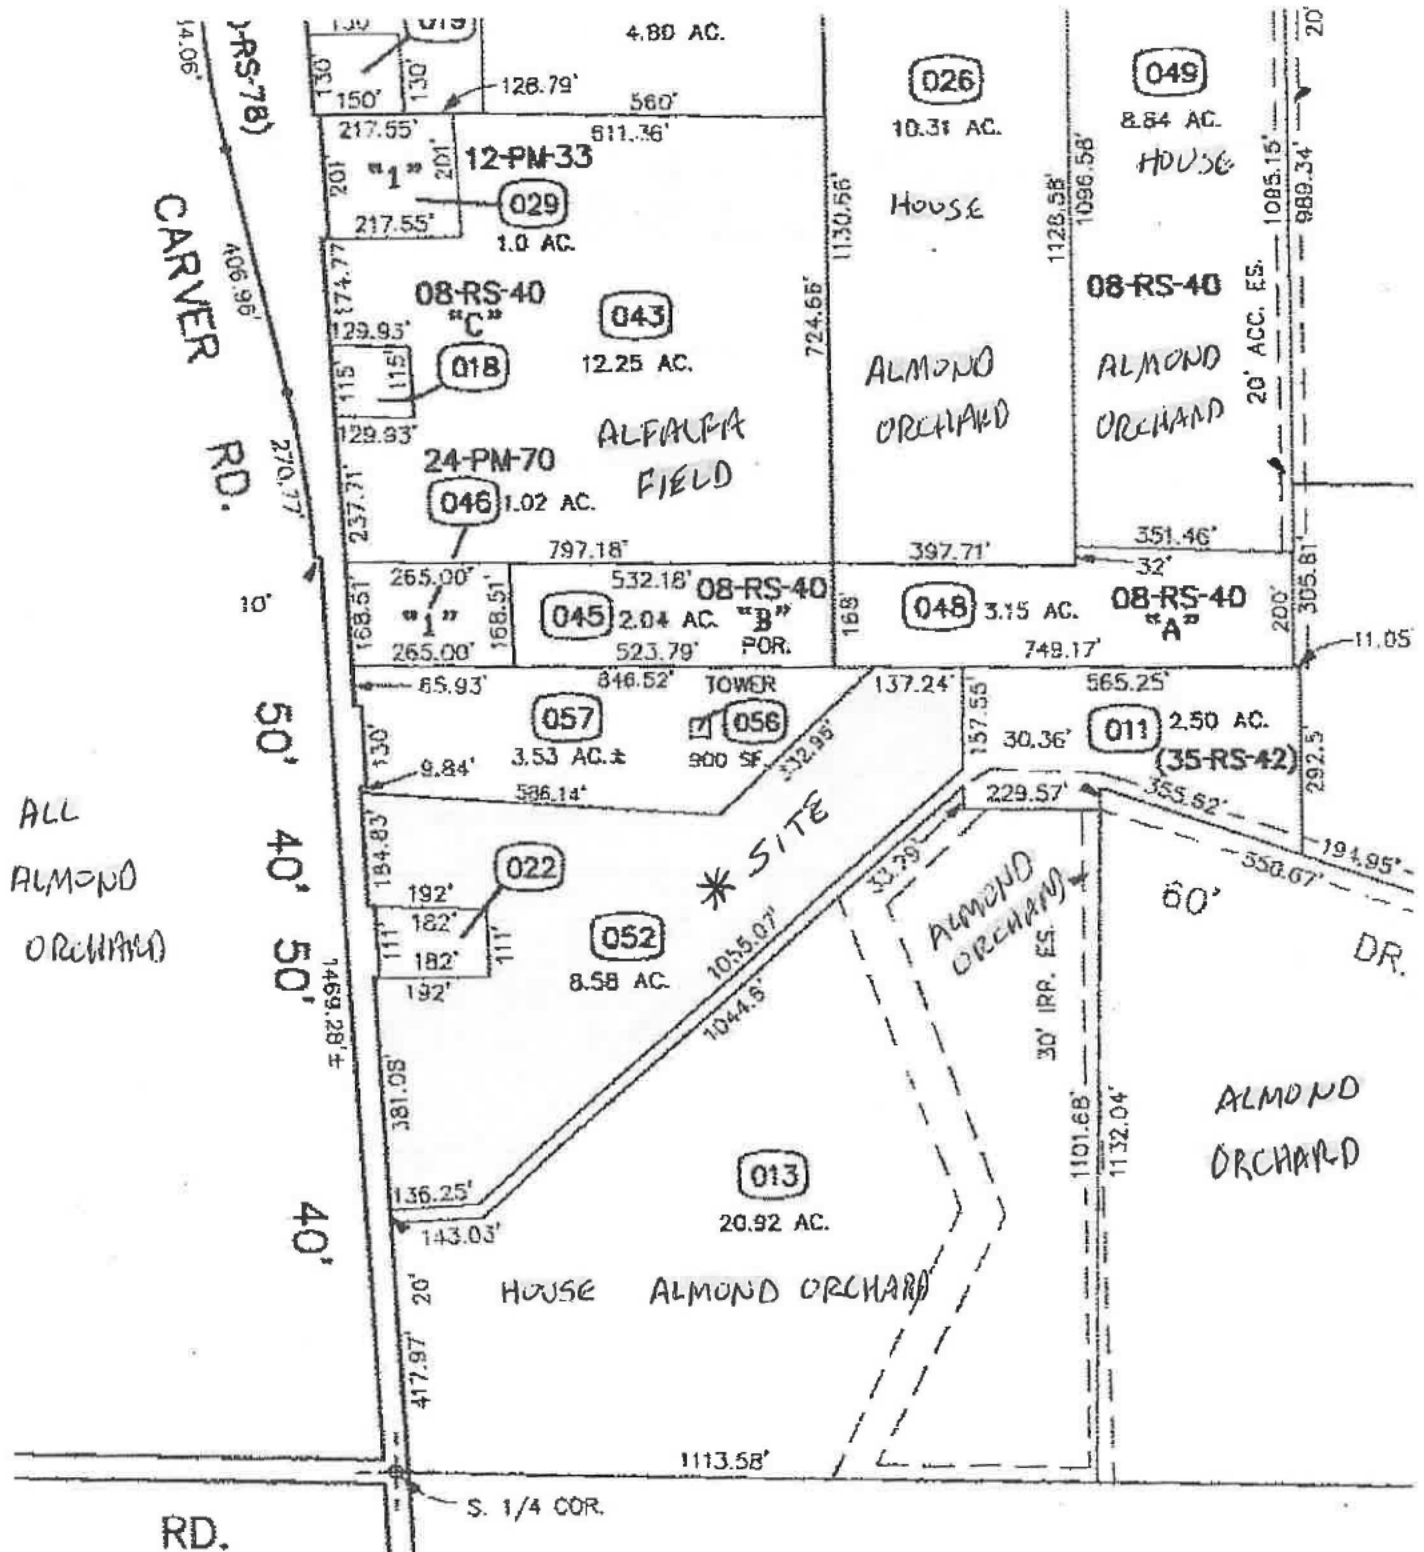 130'
019
4.80 AC.
20'
14.06'
)-RS-78)
130'
130'
150'
128.79'
560'
026
10.31 AC.
HOUSE
049
8.84 AC.
HOUSE
217.55'
611.36'
201'
"1"
201'
12-PM-33
029
217.55'
1.0 AC.
1130.66'
1128.58'
1096.58'
1085.15'
989.34'
CARVER
RD.
406.96'
174.77
08-RS-40
"C"
043
12.25 AC.
724.66'
08-RS-40
20' ACC. ES.
129.93'
115'
115'
018
129.93'
ALMOND
ORCHARD
ALMOND
ORCHARD
ALFALFA
FIELD
270.77'
237.71'
24-PM-70
046
1.02 AC.
797.18'
397.71'
351.46'
32'
305.81'
10'
168.51'
265.00'
"1"
265.00'
168.51'
532.18'
045
2.04 AC.
08-RS-40
"B"
POR.
523.79'
168'
048
3.15 AC.
08-RS-40
"A"
749.17'
200'
11.05'
85.93'
846.52'
TOWER
137.24'
565.25'
50'
130'
057
3.53 AC.±
056
900 SF.
332.95'
157.55'
30.36'
011
2.50 AC.
(35-RS-42)
292.5'
9.84'
586.14'
229.57'
355.62'
194.95'
350.67'
ALL
ALMOND
ORCHARD
40'
184.83'
022
* SITE
33.79'
ALMOND
ORCHARD
60'
DR.
192'
182'
111'
111'
182'
192'
50'
052
8.58 AC.
1055.07'
1044.6'
30' IRR. ES.
1469.28'±
381.08'
1101.68'
1132.04'
ALMOND
ORCHARD
40'
136.25'
143.03'
013
20.92 AC.
20'
HOUSE ALMOND ORCHARD
417.97'
1113.58'
S. 1/4 COR.
RD.